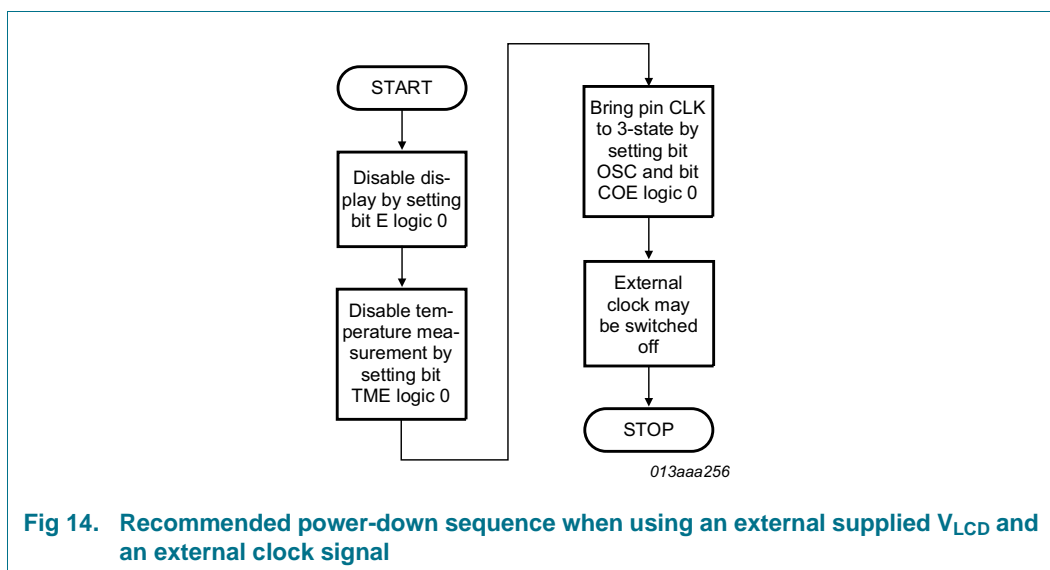 START
Disable dis-
play by setting
bit E logic 0
Disable tem-
perature mea-
surement by
setting bit
TME logic 0
Bring pin CLK
to 3-state by
setting bit
OSC and bit
COE logic 0
External
clock may
be switched
off
STOP
013aaa256
Fig 14. Recommended power-down sequence when using an external supplied VLCD and
an external clock signal